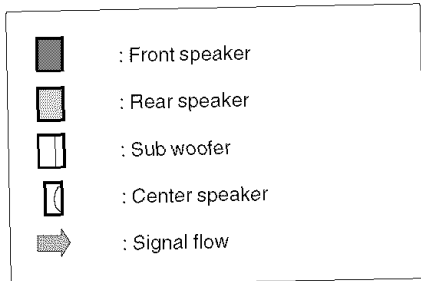 : Front speaker
: Rear speaker
: Sub woofer
: Center speaker
: Signal flow